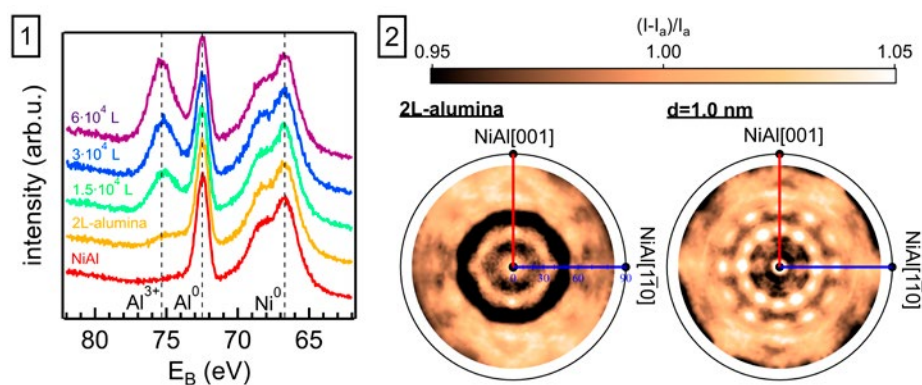 1
intensity (arb.u.)
6·10⁴ L
3·10⁴ L
1.5·10⁴ L
2L-alumina
NiAl
Al³⁺
Al⁰
Ni⁰
80 75 70 65
E_B (eV)
2
(I-Iₐ)/Iₐ
0.95 1.00 1.05
2L-alumina
d=1.0 nm
NiAl[001]
NiAl[001]
NiAl[1̄10]
NiAl[1̄10]
0 30 60 90